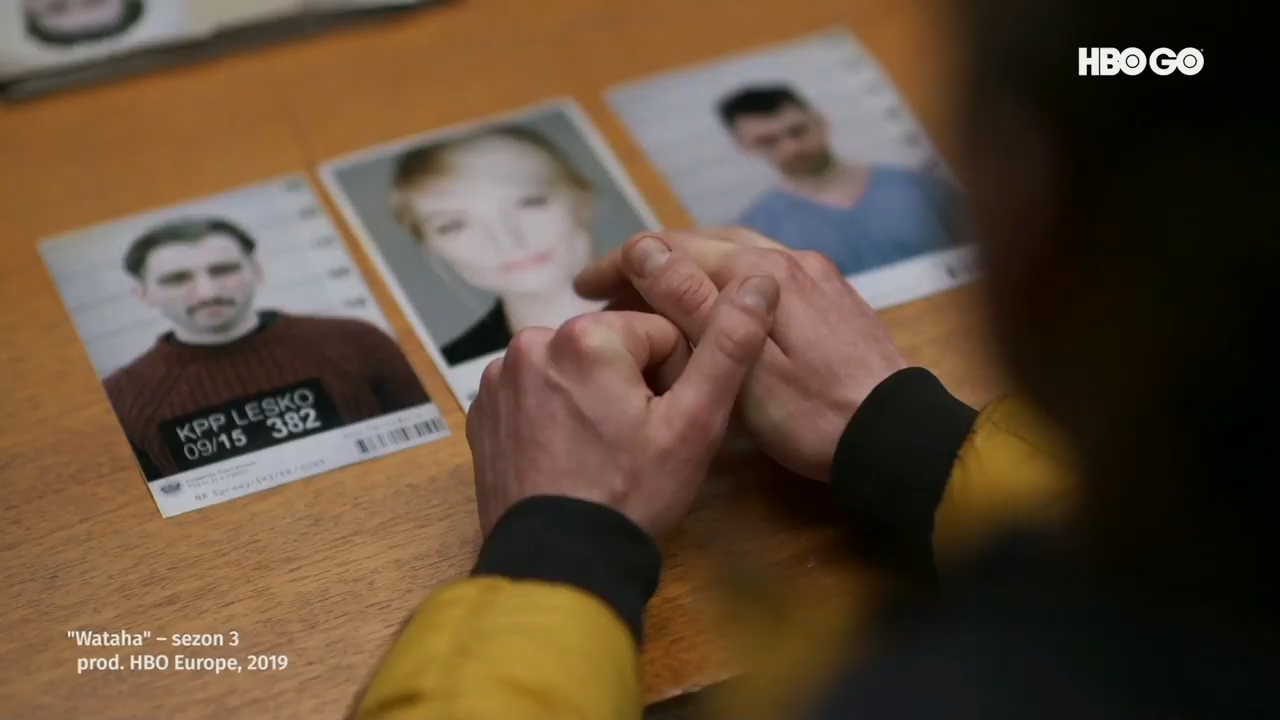 HBO GO
KPP LESKO
09/15 382
"Wataha" – sezon 3
prod. HBO Europe, 2019